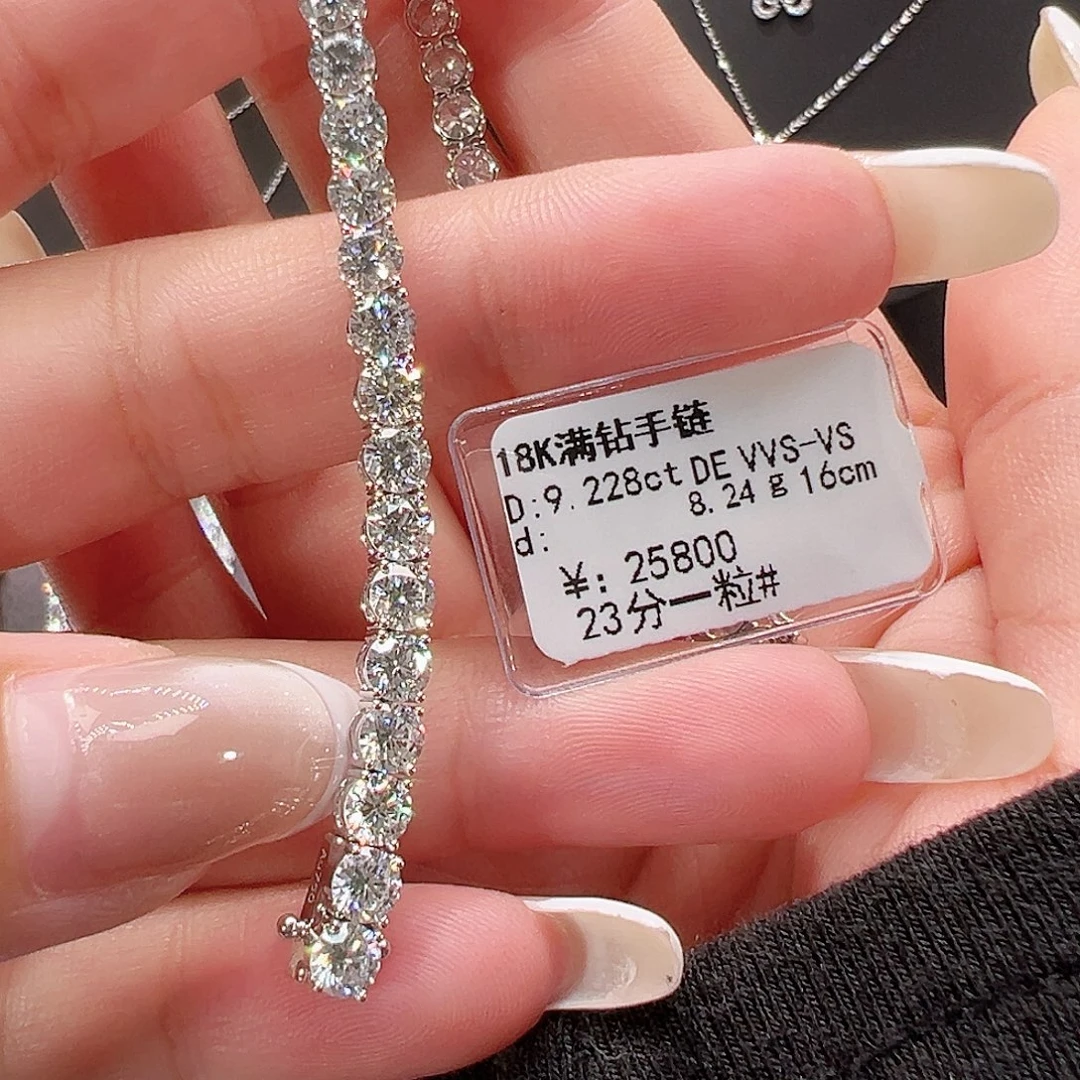 18K满钻手链
D:9.228ct DE VVS-VS
d: 8.24g 16cm
¥: 25800
23分一粒#